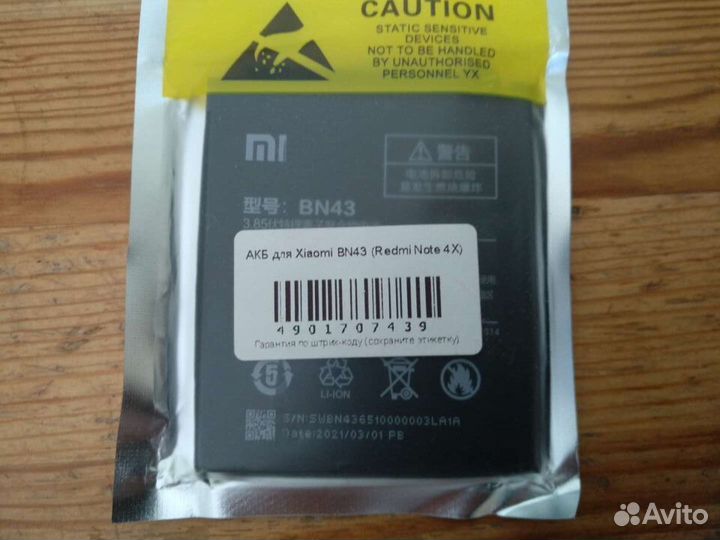 CAUTION
STATIC SENSITIVE
DEVICES
NOT TO BE HANDLED
BY UNAUTHORISED
PERSONNEL YX
mi
警告
型号: BN43
АКБ для Xiaomi BN43 (Redmi Note 4X)
4901707439
Гарантия по штрих-коду (сохраните этикетку)
5
LI-ION
S/N:SWBN436510000003LA1A
Date:2021/03/01 PB
Avito